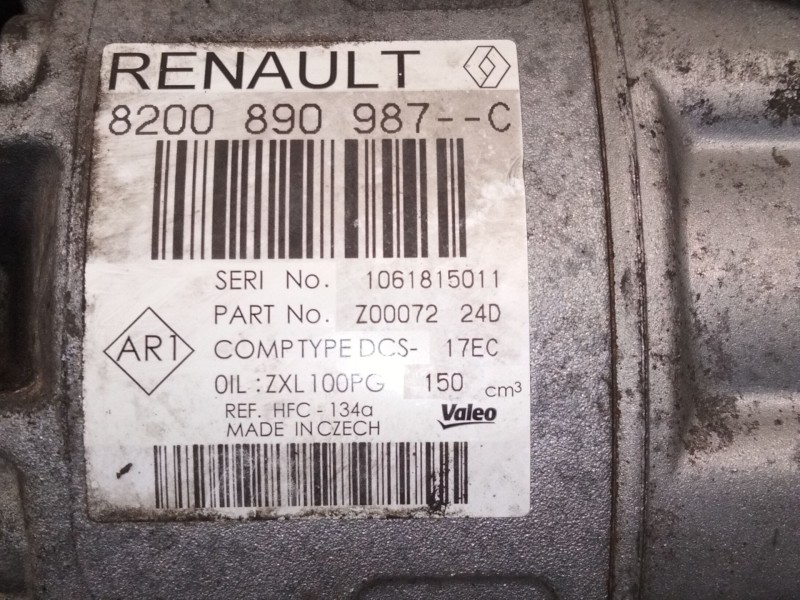 RENAULT
8200 890 987--C
SERI No. 1061815011
PART No. Z00072 24D
AR1
COMP TYPE DCS- 17EC
OIL : ZXL100PG 150 cm³
REF. HFC - 134a
Valeo
MADE IN CZECH